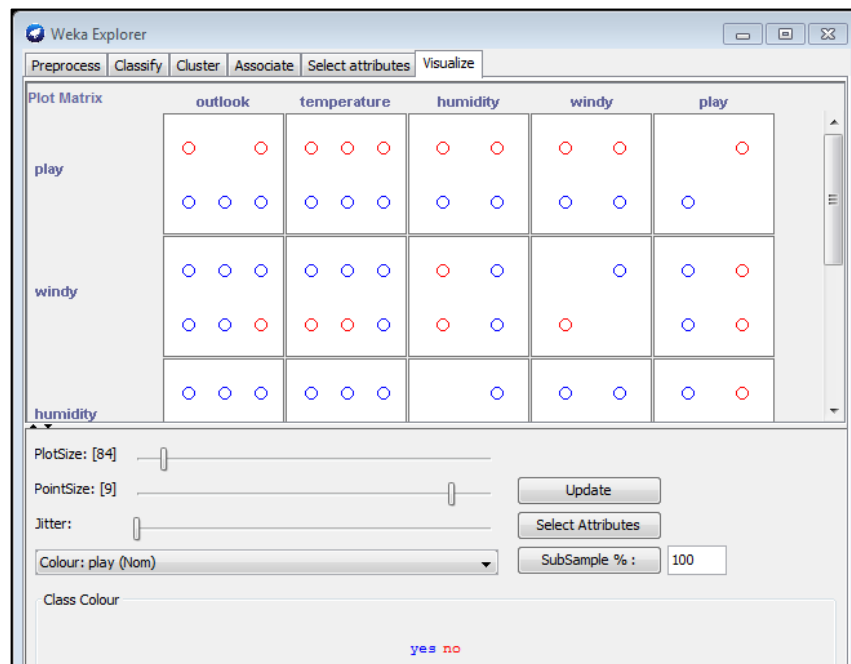 Weka Explorer
Preprocess Classify Cluster Associate Select attributes Visualize
Plot Matrix outlook temperature humidity windy play
play
windy
humidity
PlotSize: [84]
PointSize: [9] Update
Jitter: Select Attributes
Colour: play (Nom) SubSample % : 100
Class Colour
yes no